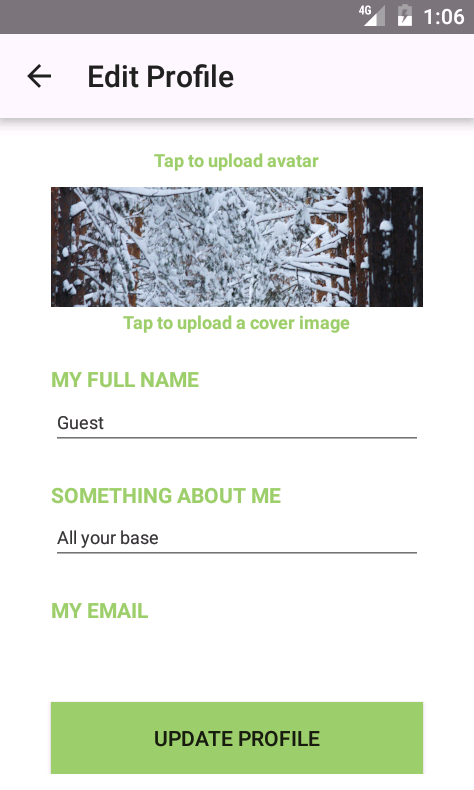 4G 1:06
Edit Profile
Tap to upload avatar
Tap to upload a cover image
MY FULL NAME
Guest
SOMETHING ABOUT ME
All your base
MY EMAIL
UPDATE PROFILE